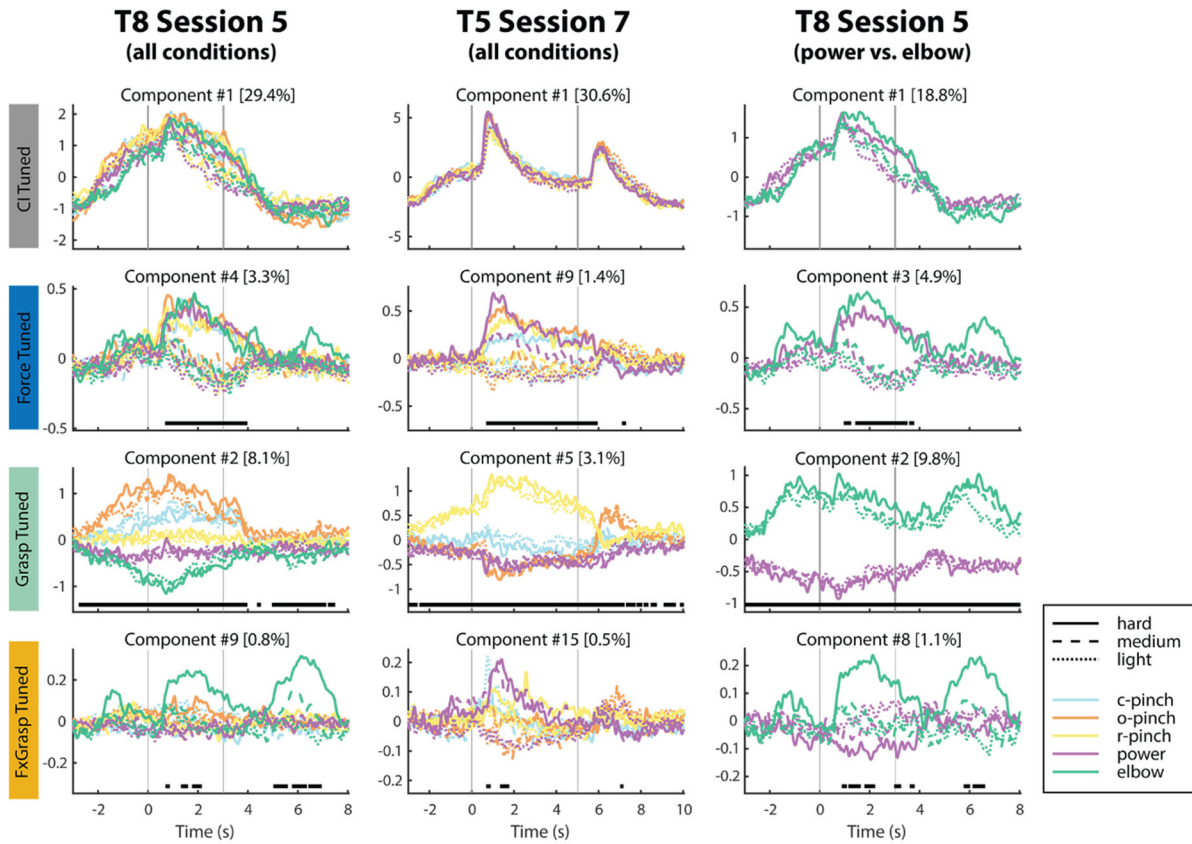 T8 Session 5
(all conditions)
T5 Session 7
(all conditions)
T8 Session 5
(power vs. elbow)
CI Tuned
Component #1 [29.4%]
2
1
0
-1
-2
Component #1 [30.6%]
5
0
-5
Component #1 [18.8%]
1
0
-1
Force Tuned
Component #4 [3.3%]
0.5
0
-0.5
Component #9 [1.4%]
0.5
0
-0.5
Component #3 [4.9%]
0.5
0
-0.5
Grasp Tuned
Component #2 [8.1%]
1
0
-1
Component #5 [3.1%]
1
0.5
0
-0.5
-1
Component #2 [9.8%]
1
0.5
0
-0.5
-1
FxGrasp Tuned
Component #9 [0.8%]
0.2
0
-0.2
-2 0 2 4 6 8
Time (s)
Component #15 [0.5%]
0.2
0.1
0
-0.1
-0.2
-2 0 2 4 6 8 10
Time (s)
Component #8 [1.1%]
0.2
0.1
0
-0.1
-0.2
-2 0 2 4 6 8
Time (s)
hard
medium
light
c-pinch
o-pinch
r-pinch
power
elbow